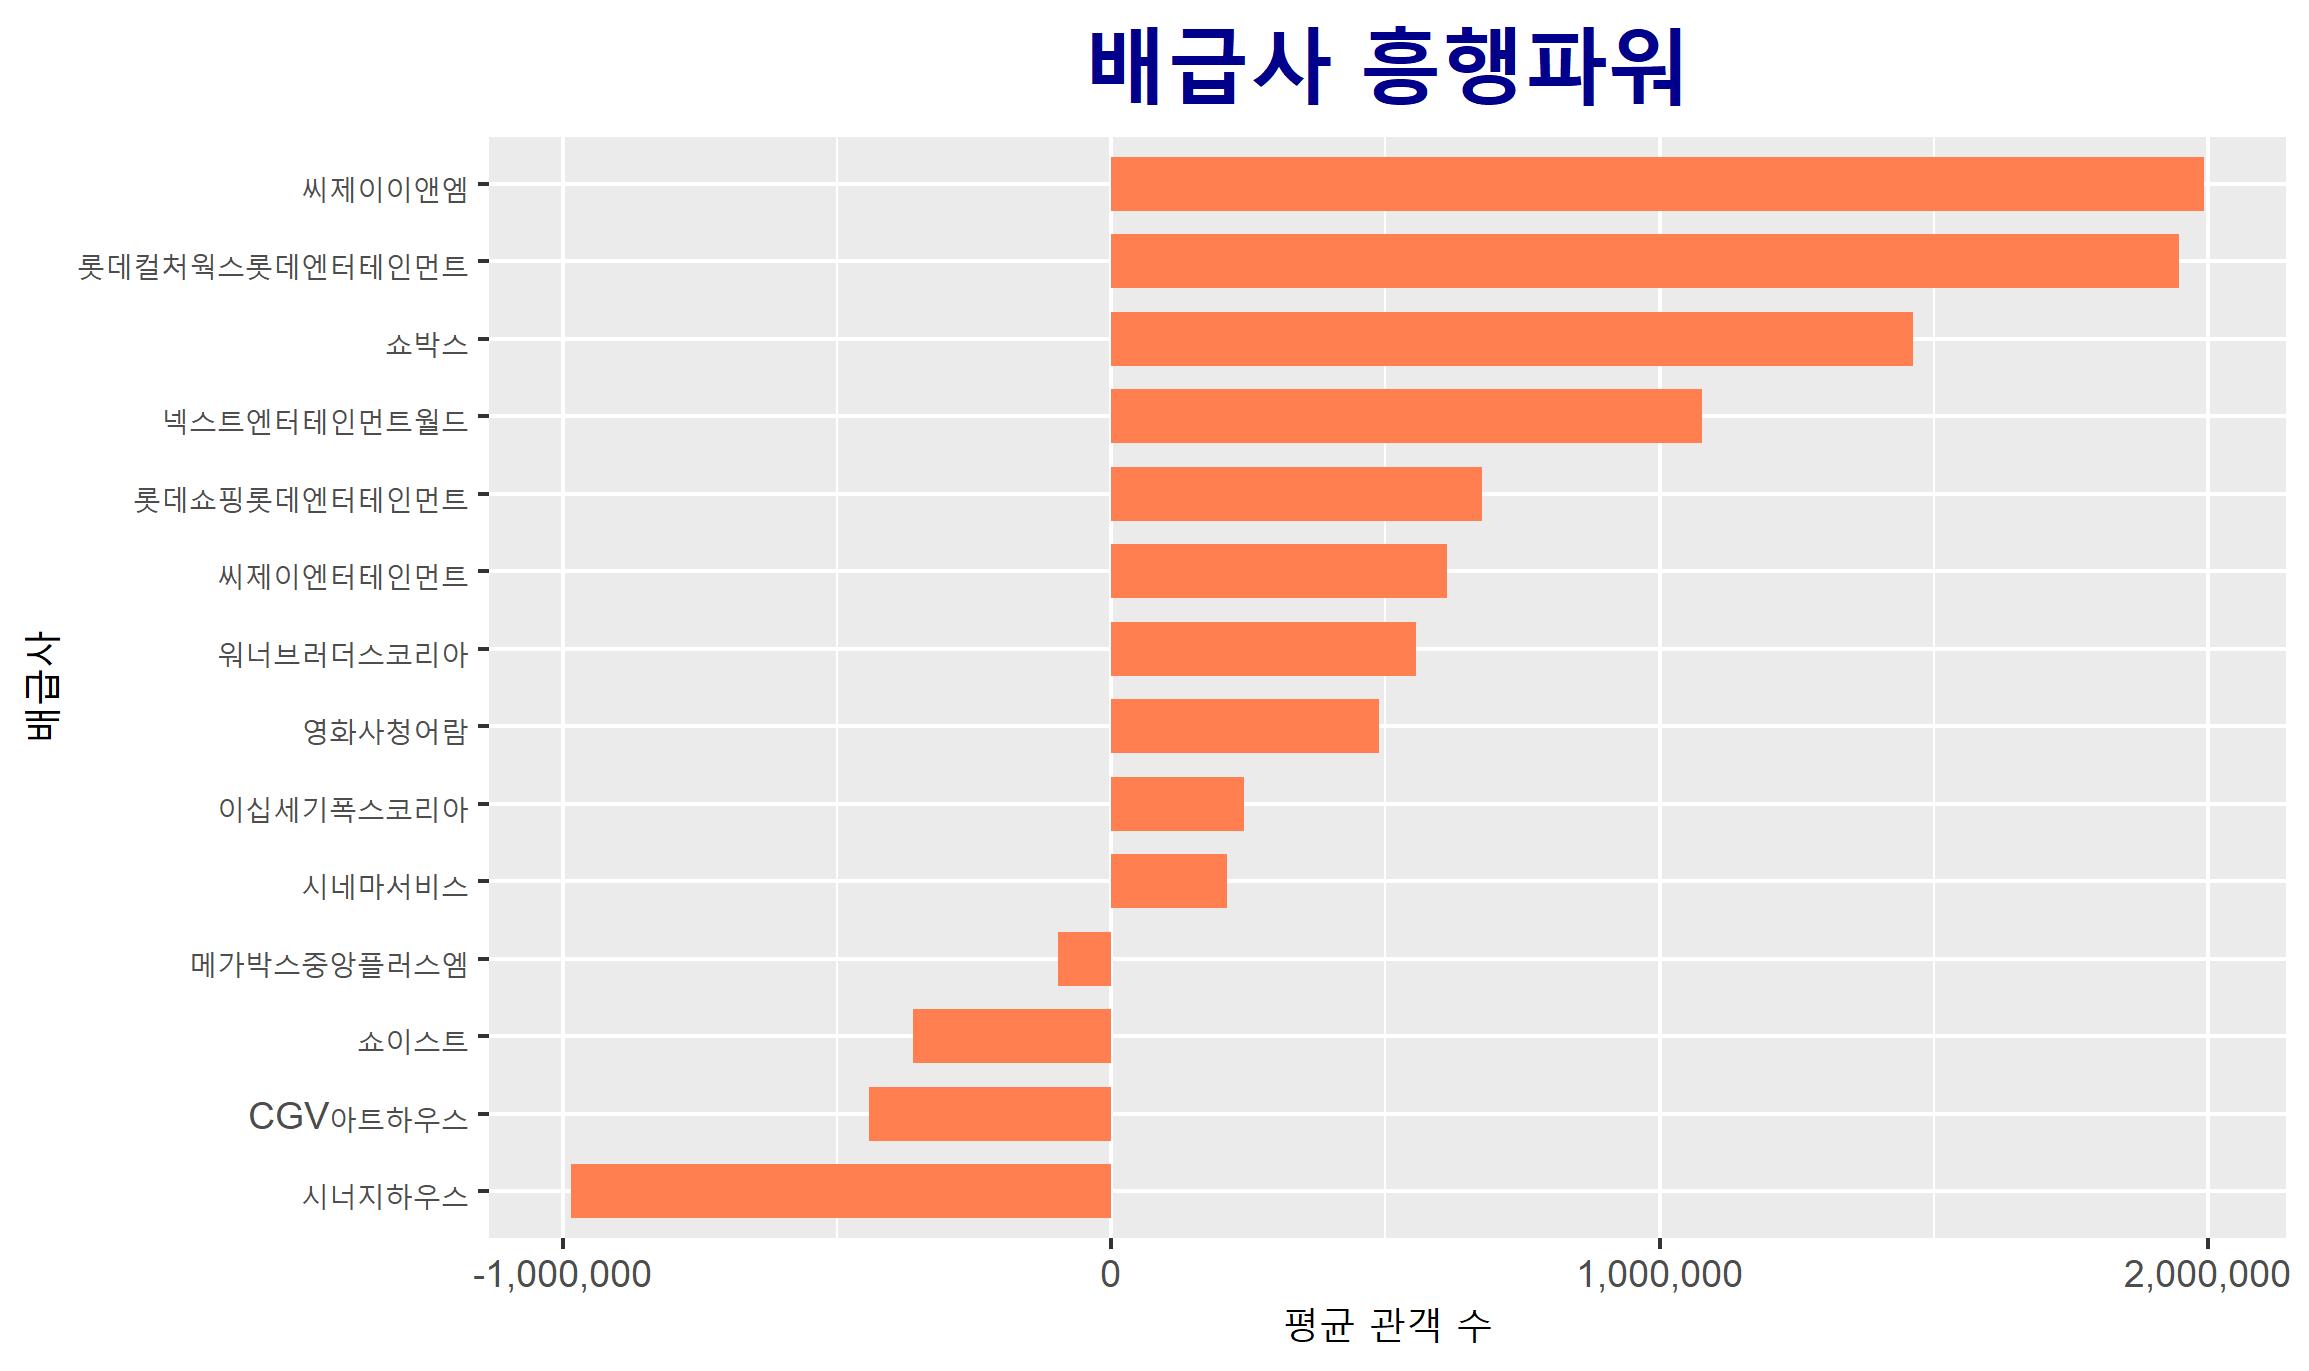 배급사 흥행파워
씨제이이앤엠
롯데컬처웍스롯데엔터테인먼트
쇼박스
넥스트엔터테인먼트월드
롯데쇼핑롯데엔터테인먼트
씨제이엔터테인먼트
워너브러더스코리아
영화사청어람
이십세기폭스코리아
시네마서비스
메가박스중앙플러스엠
쇼이스트
CGV아트하우스
시너지하우스
배급사
-1,000,000 0 1,000,000 2,000,000
평균 관객 수